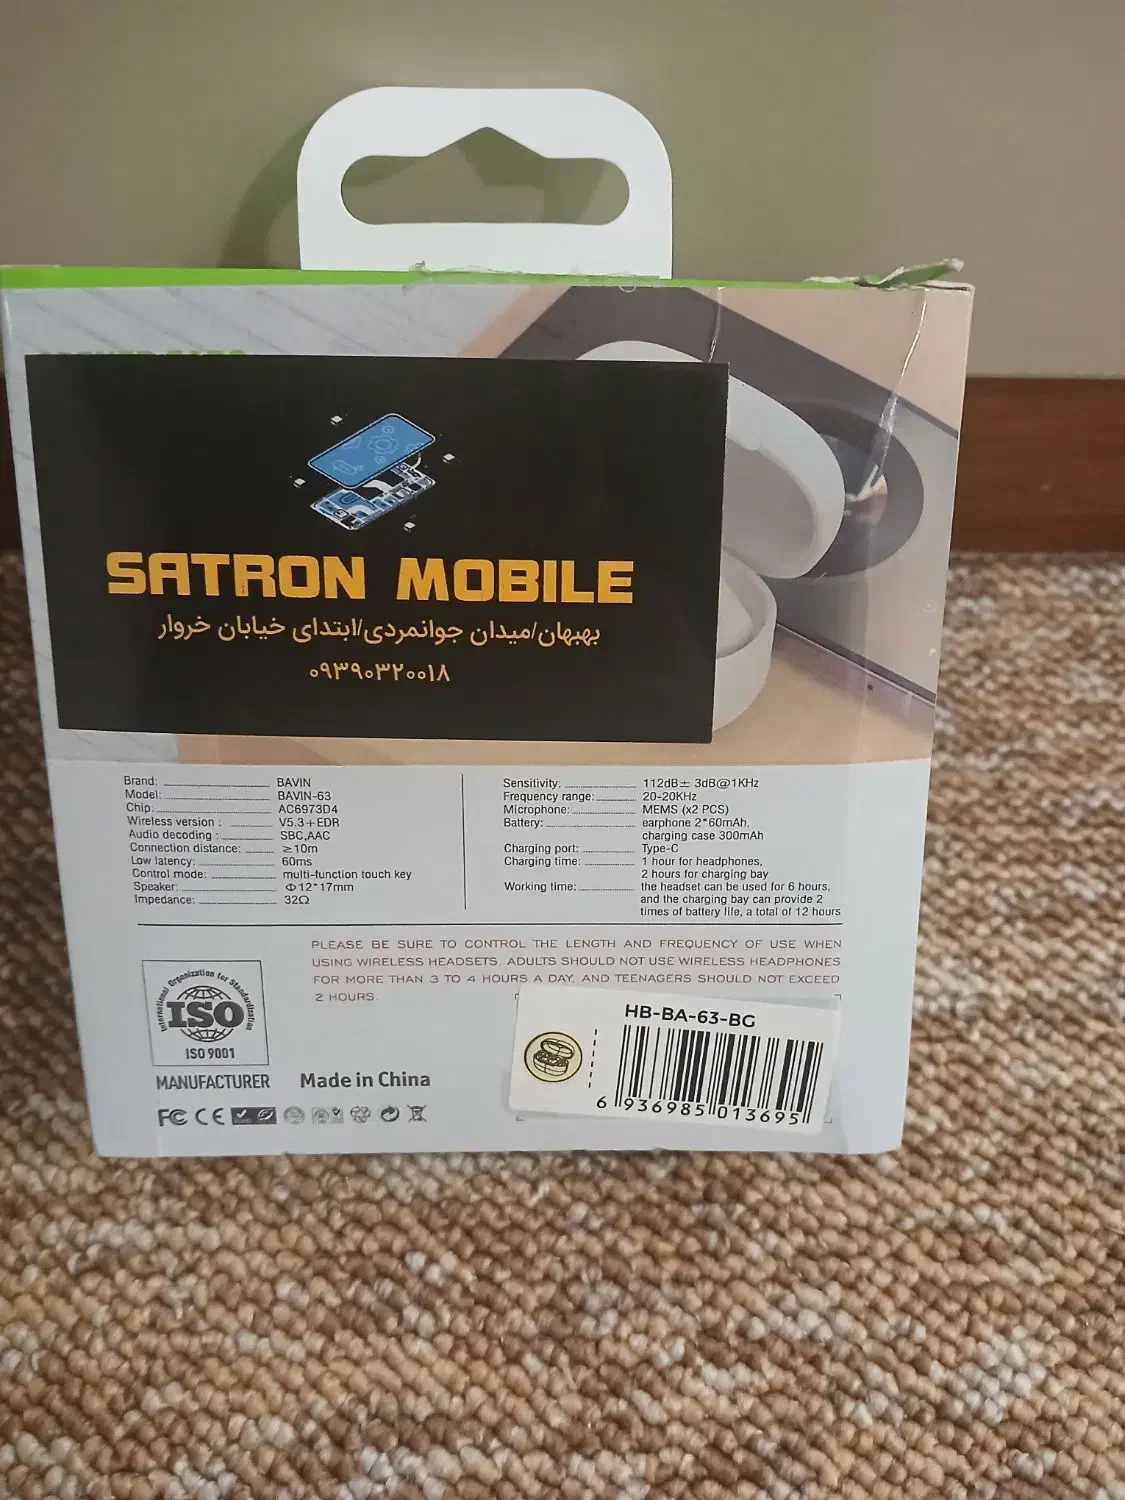 SATRON MOBILE
بهبهان/میدان جوانمردی/ابتدای خیابان خروار
۰۹۳۹۰۳۲۰۰۱۸
Brand: BAVIN
Model: BAVIN-63
Chip: AC6973D4
Wireless version : V5.3+EDR
Audio decoding : SBC,AAC
Connection distance: ≥10m
Low latency: 60ms
Control mode: multi-function touch key
Speaker: Φ12*17mm
Impedance: 32Ω
Sensitivity: 112dB± 3dB@1KHz
Frequency range: 20-20KHz
Microphone: MEMS (x2 PCS)
Battery: earphone 2*60mAh,
charging case 300mAh
Charging port: Type-C
Charging time: 1 hour for headphones,
2 hours for charging bay
Working time: the headset can be used for 6 hours,
and the charging bay can provide 2
times of battery life, a total of 12 hours
PLEASE BE SURE TO CONTROL THE LENGTH AND FREQUENCY OF USE WHEN
USING WIRELESS HEADSETS. ADULTS SHOULD NOT USE WIRELESS HEADPHONES
FOR MORE THAN 3 TO 4 HOURS A DAY, AND TEENAGERS SHOULD NOT EXCEED
2 HOURS.
International Organization for Standardization
ISO
ISO 9001
MANUFACTURER
Made in China
FC CE
HB-BA-63-BG
6 936985 013695